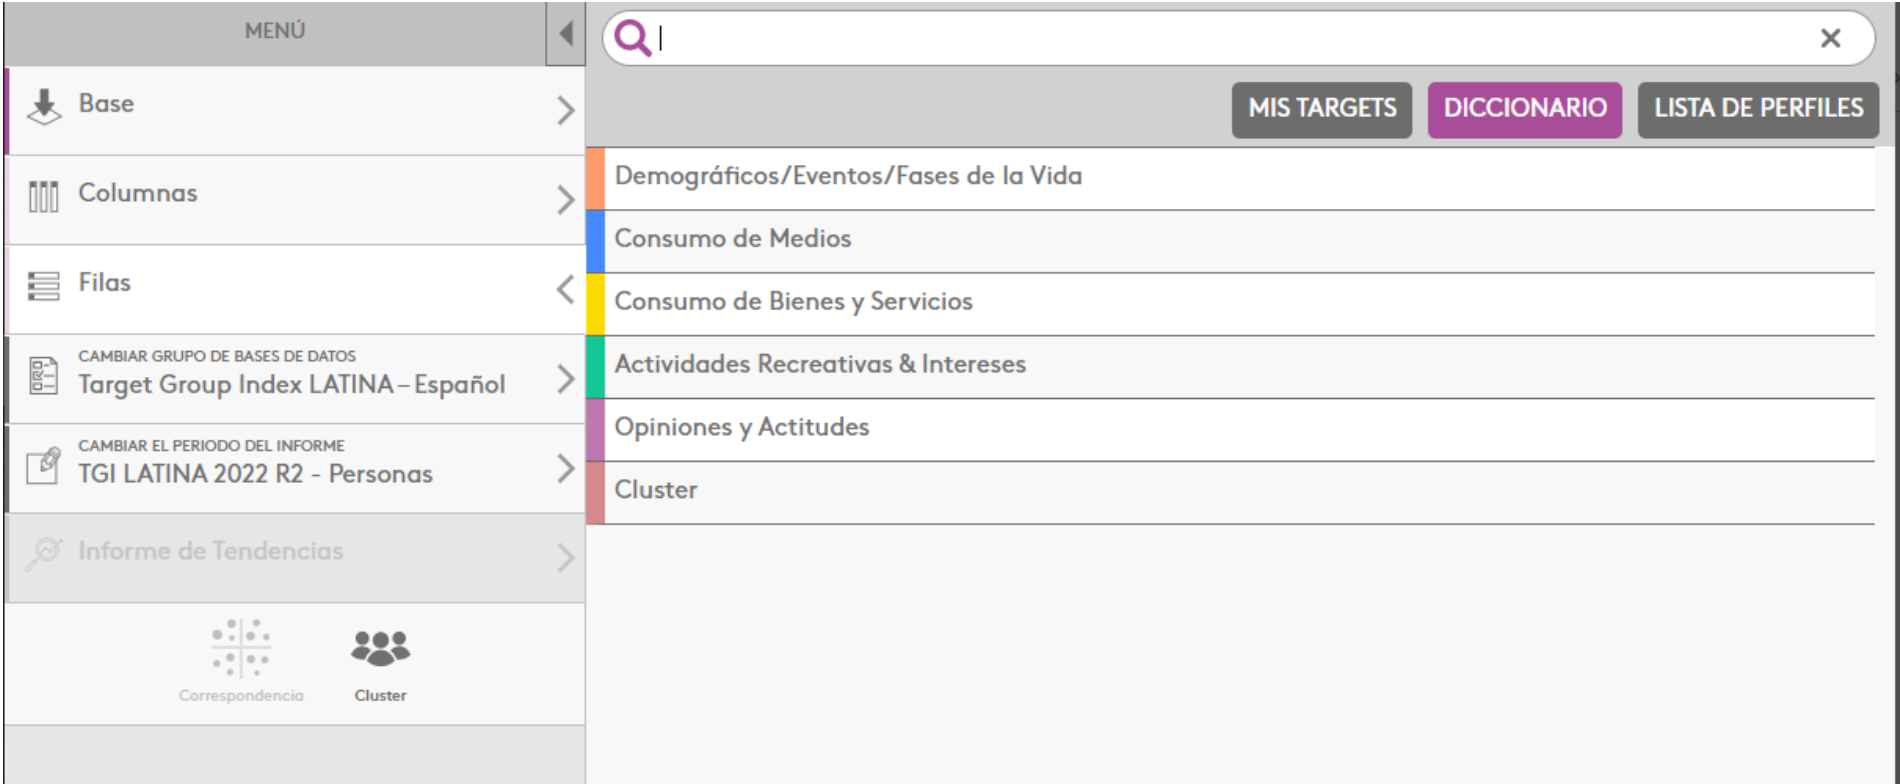 MENÚ
Base
Columnas
Filas
CAMBIAR GRUPO DE BASES DE DATOS
Target Group Index LATINA – Español
CAMBIAR EL PERIODO DEL INFORME
TGI LATINA 2022 R2 - Personas
Informe de Tendencias
Correspondencia
Cluster
MIS TARGETS
DICCIONARIO
LISTA DE PERFILES
Demográficos/Eventos/Fases de la Vida
Consumo de Medios
Consumo de Bienes y Servicios
Actividades Recreativas & Intereses
Opiniones y Actitudes
Cluster